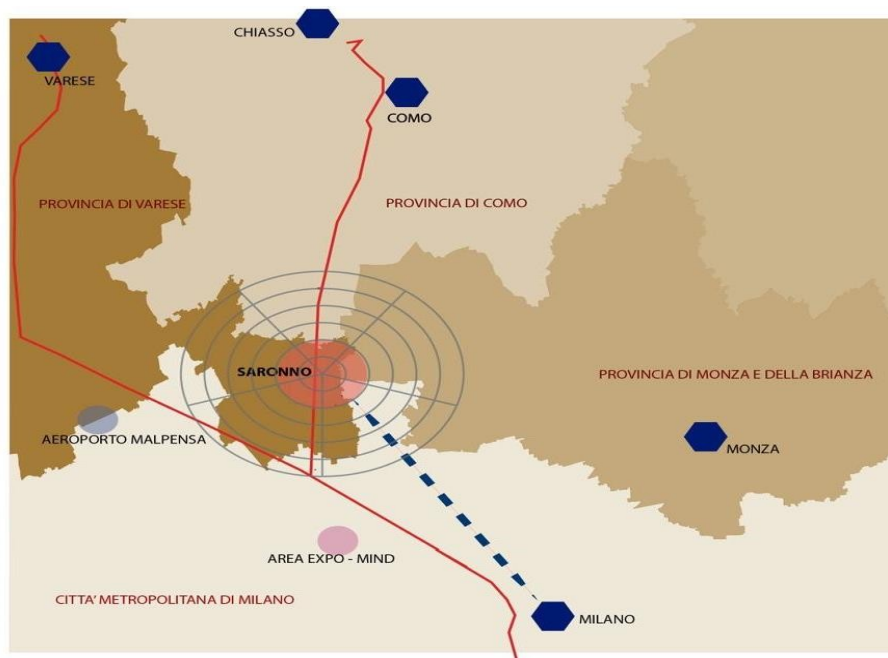 CHIASSO
VARESE
COMO
PROVINCIA DI VARESE
PROVINCIA DI COMO
SARONNO
PROVINCIA DI MONZA E DELLA BRIANZA
AEROPORTO MALPENSA
MONZA
AREA EXPO - MIND
CITTA' METROPOLITANA DI MILANO
MILANO